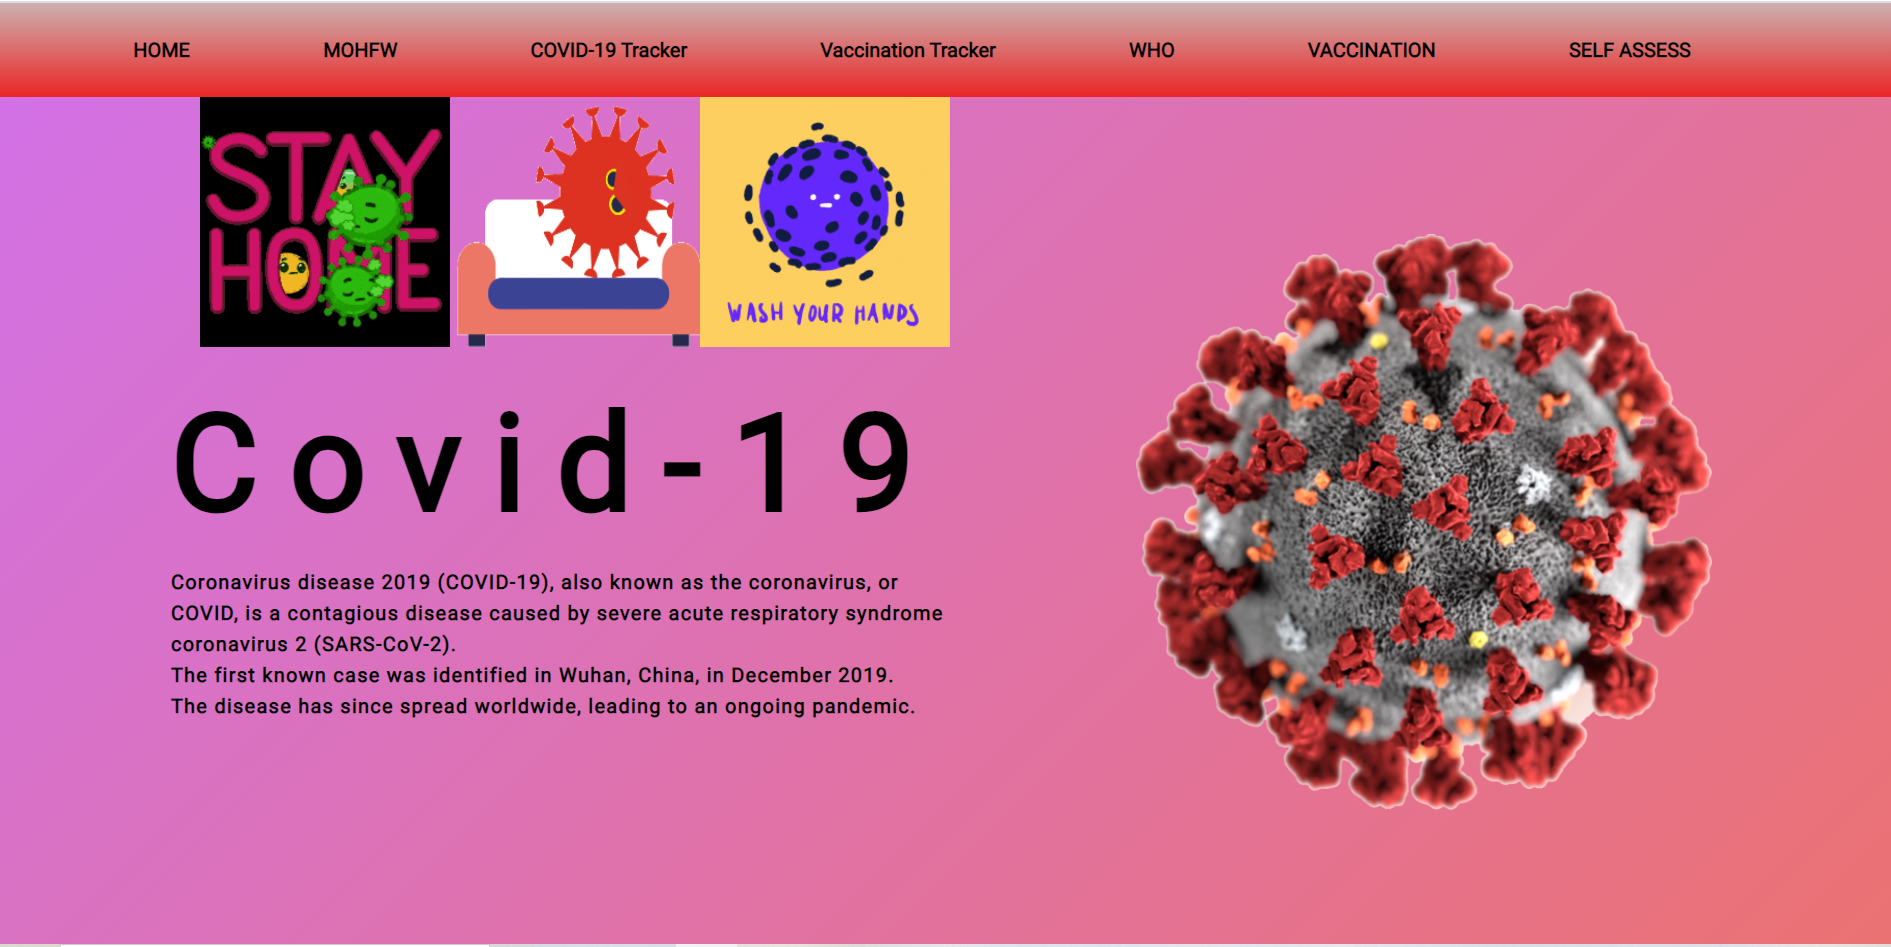 HOME MOHFW COVID-19 Tracker Vaccination Tracker WHO VACCINATION SELF ASSESS
STAY
HOME
WASH YOUR HANDS
Covid-19
Coronavirus disease 2019 (COVID-19), also known as the coronavirus, or
COVID, is a contagious disease caused by severe acute respiratory syndrome
coronavirus 2 (SARS-CoV-2).
The first known case was identified in Wuhan, China, in December 2019.
The disease has since spread worldwide, leading to an ongoing pandemic.